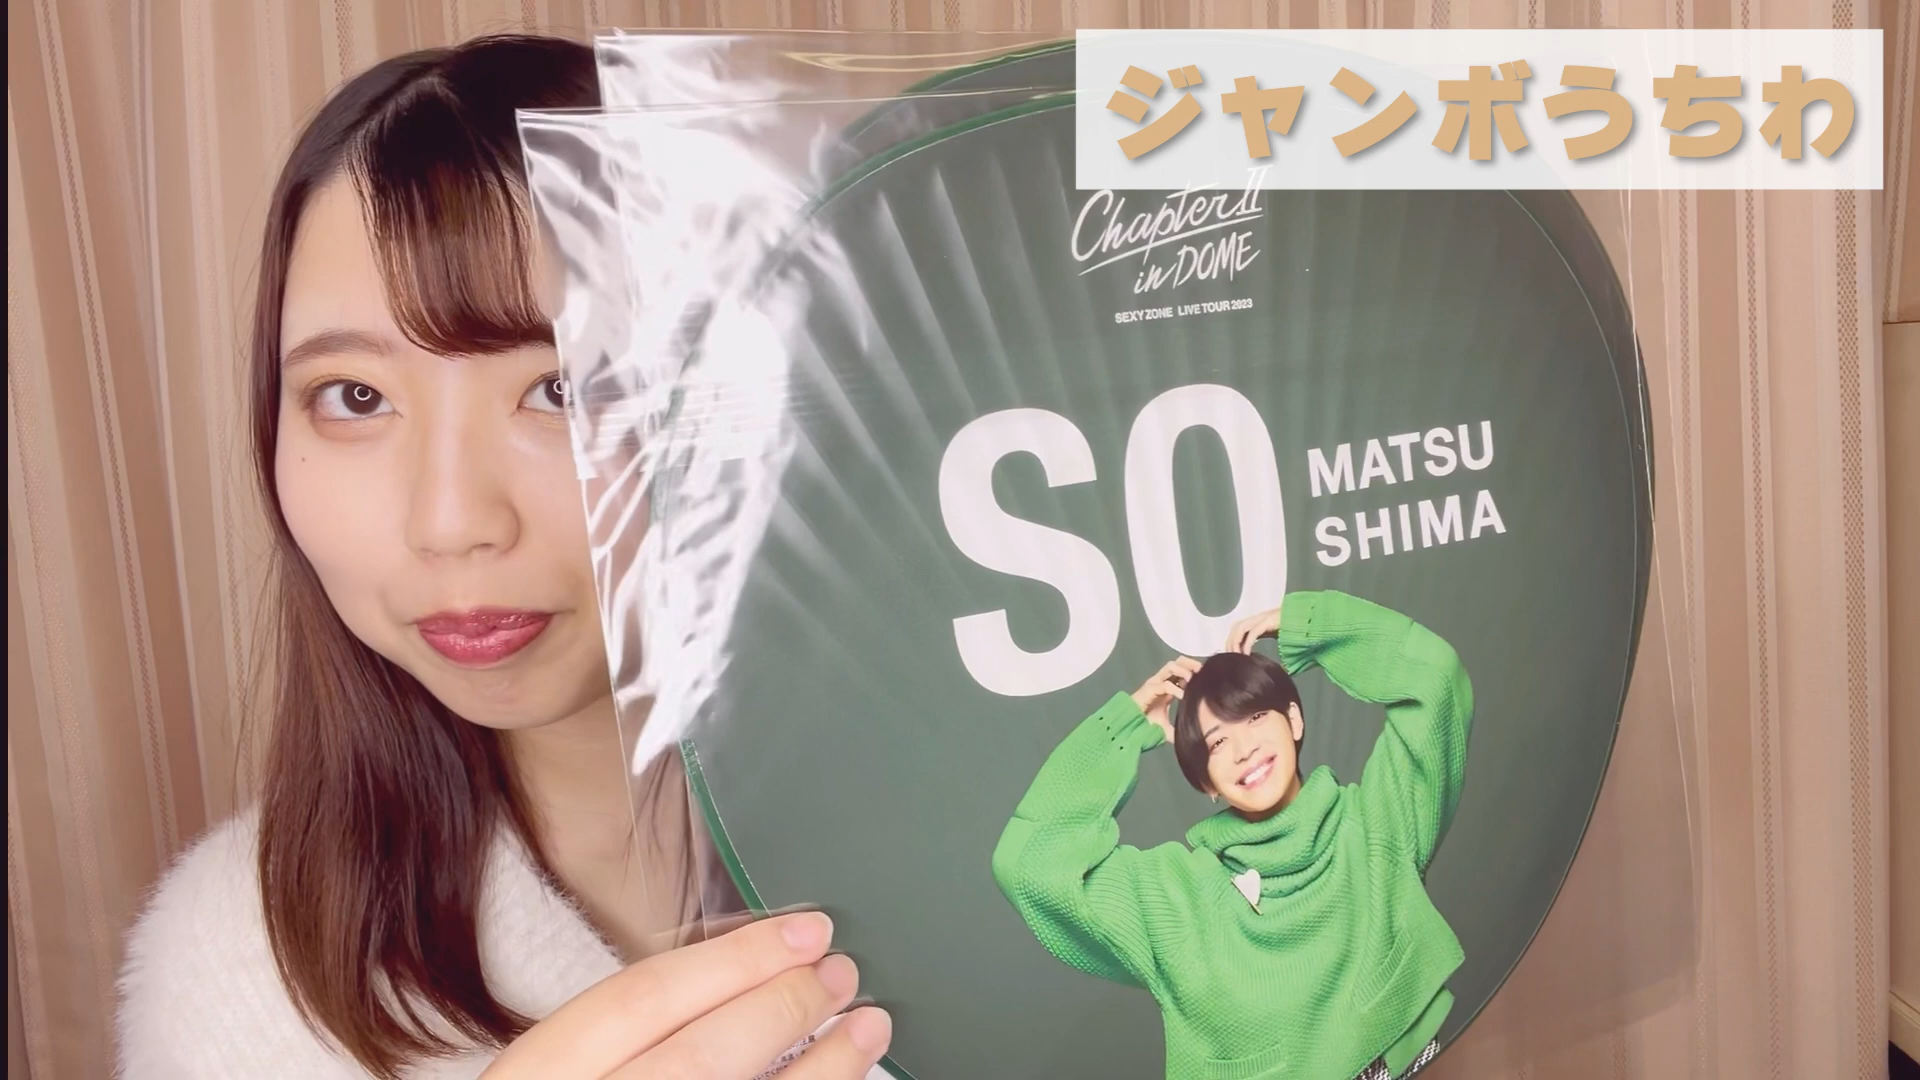 ジャンボうちわ
Chapter II
in DOME
SEXY ZONE LIVE TOUR 2023
SO
MATSU
SHIMA